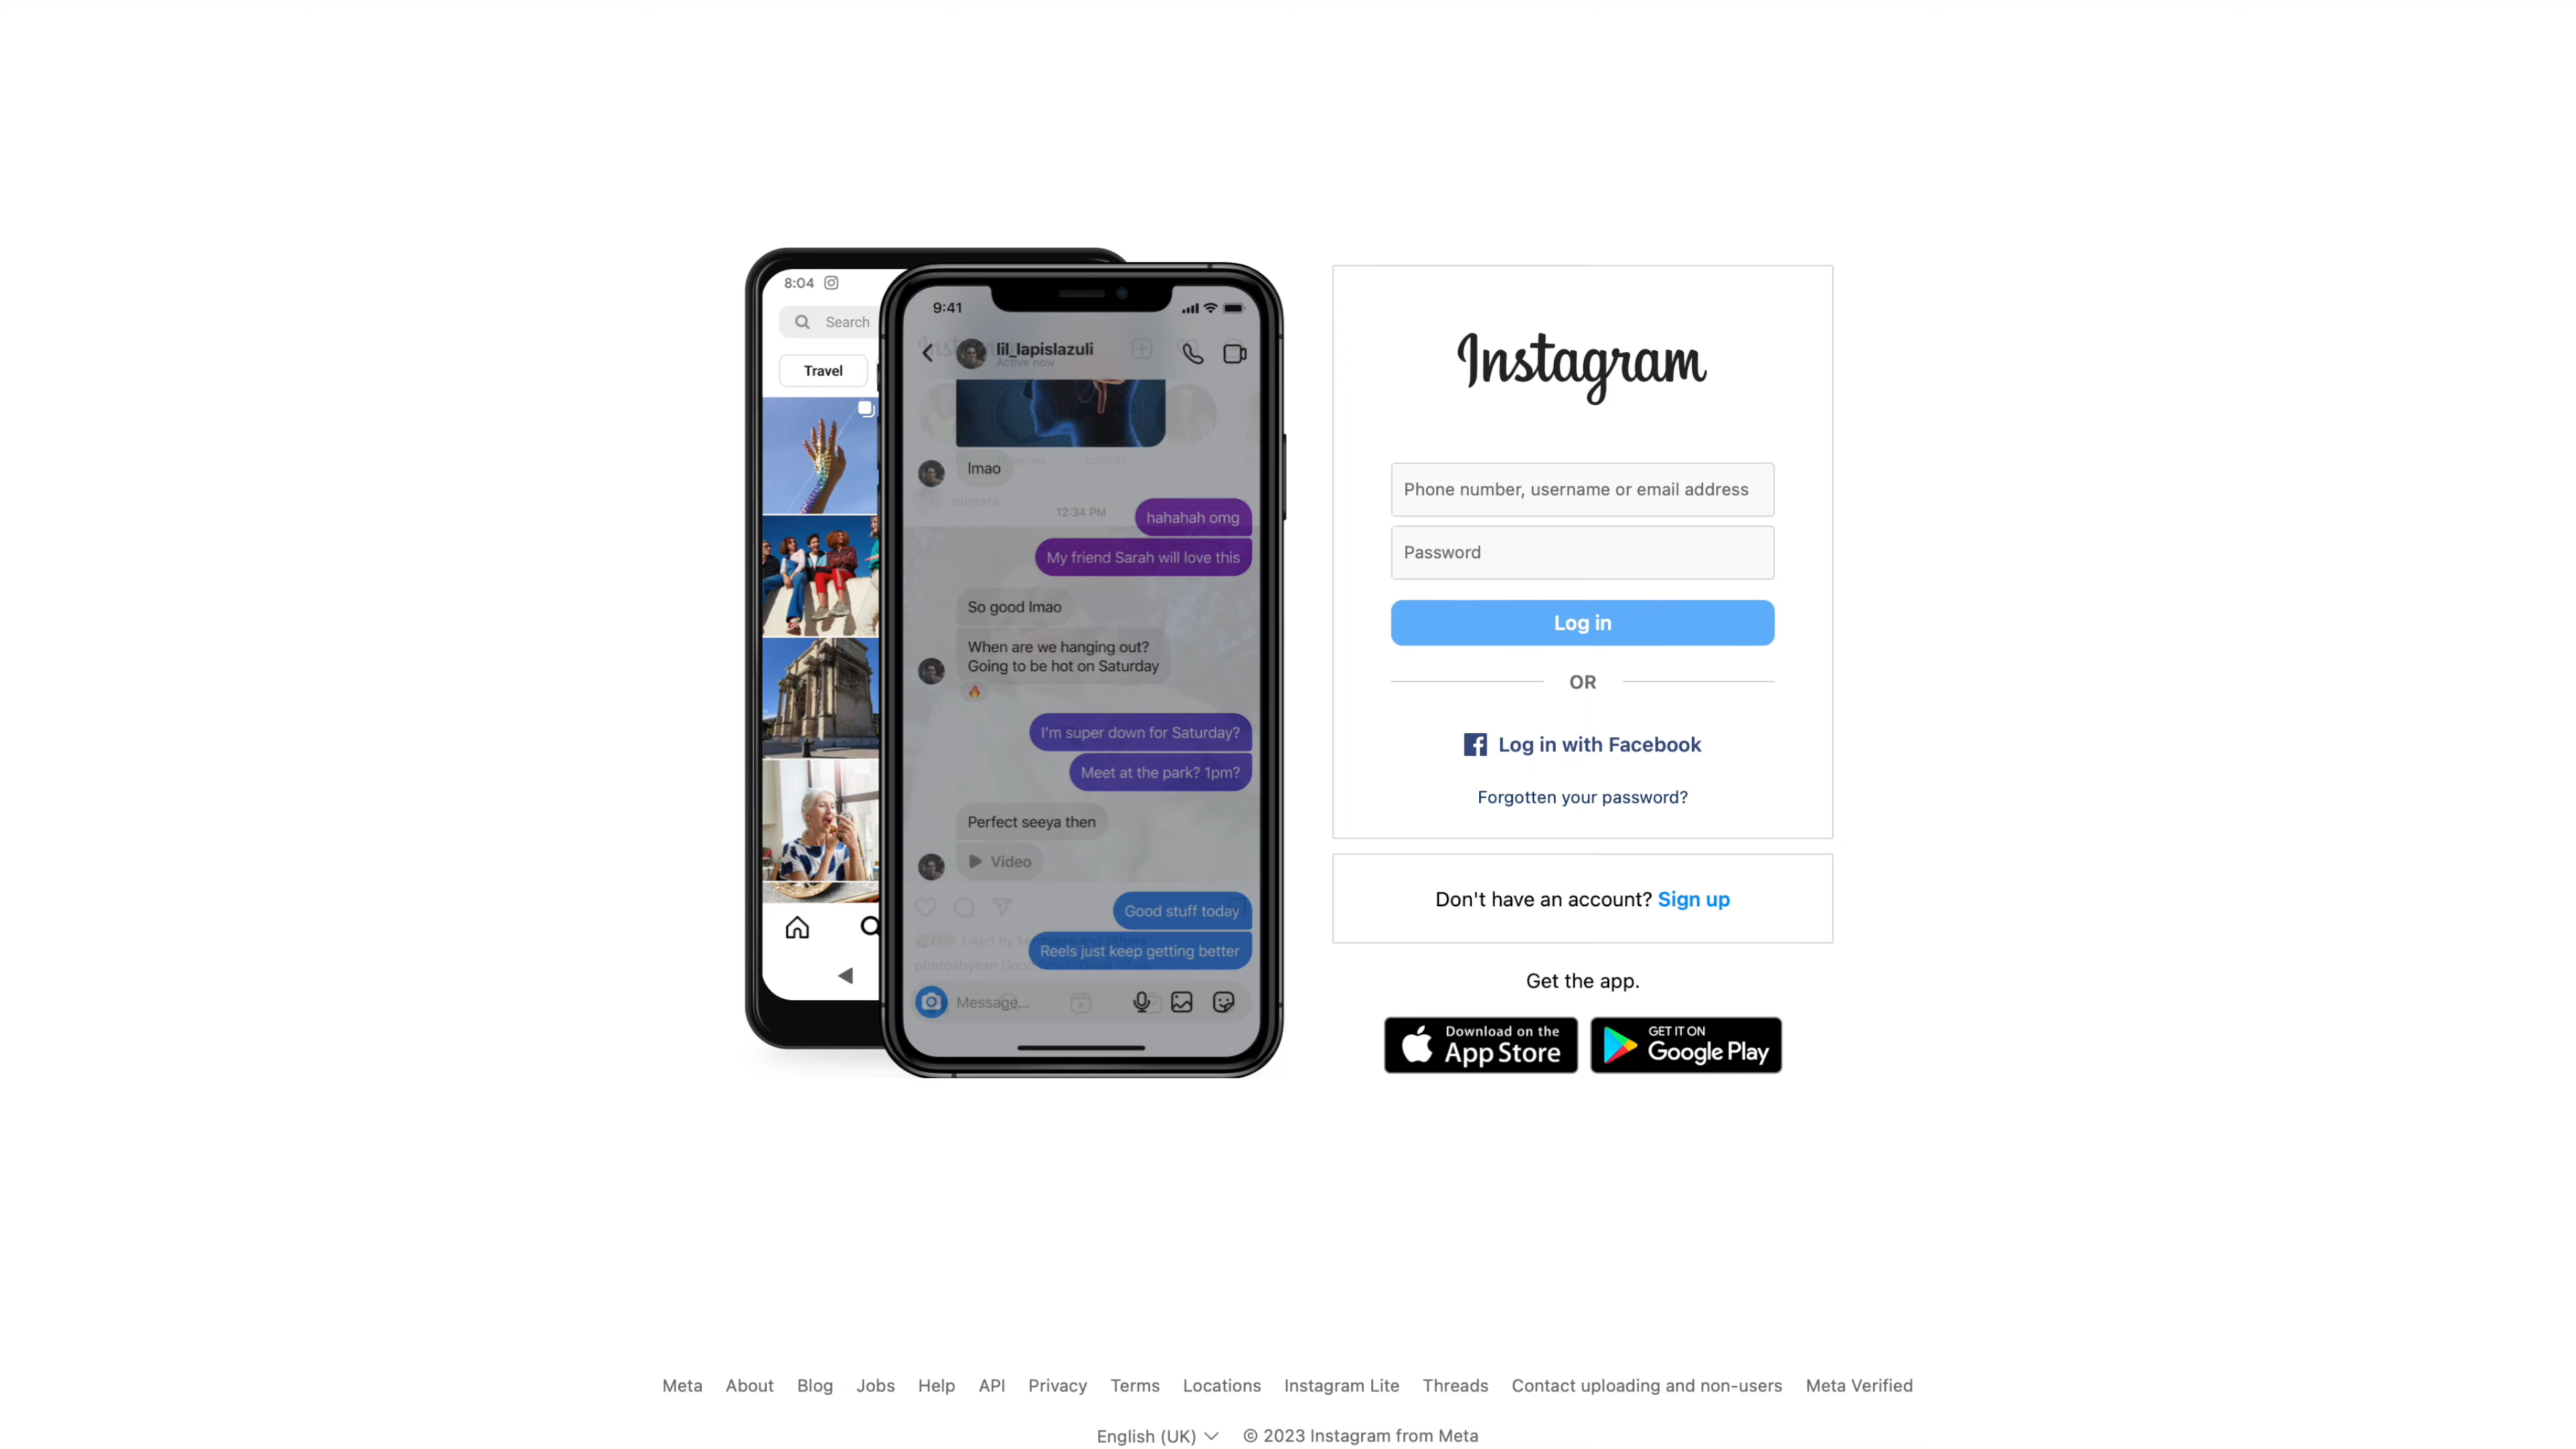 8:04
Search
Travel
9:41
lil_lapislazuli
Active now
lmao
elbears
12:34 PM
hahahah omg
My friend Sarah will love this
So good lmao
When are we hanging out?
Going to be hot on Saturday
I'm super down for Saturday?
Meet at the park? 1pm?
Perfect seeya then
Video
Good stuff today
Liked by
Reels just keep getting better
photosbyean
Message...
Instagram
Phone number, username or email address
Password
Log in
OR
Log in with Facebook
Forgotten your password?
Don't have an account? Sign up
Get the app.
Download on the
App Store
GET IT ON
Google Play
Meta About Blog Jobs Help API Privacy Terms Locations Instagram Lite Threads Contact uploading and non-users Meta Verified
English (UK) © 2023 Instagram from Meta